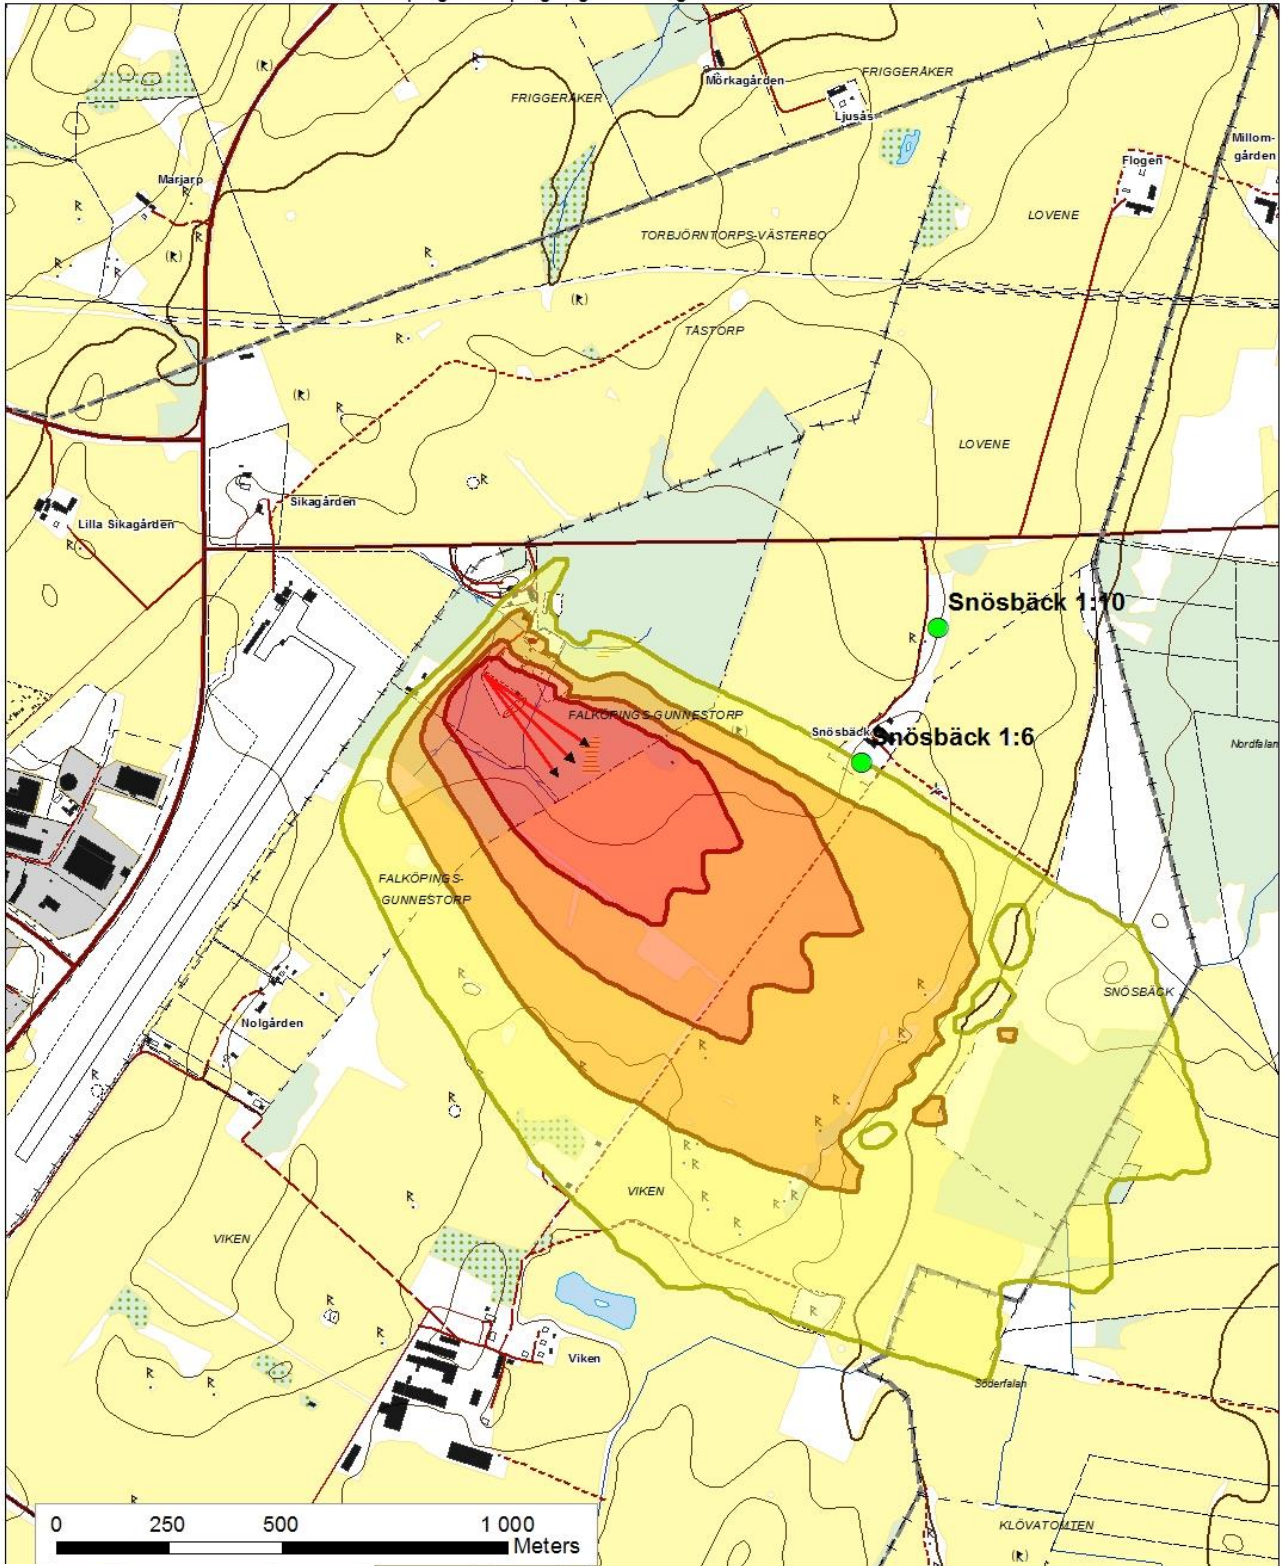 (R)
R
Mörkagården
FRIGGERÅKER
FRIGGERÅKER
Ljusås
Millom-
gården
Flogen
Marjarp
R
R
LOVENE
R
TORBJÖRNTORPS-VÄSTERBO
R
(R)
R
R
R
(R)
TÅSTORP
R
(R)
R
LOVENE
R
Sikagården
Lilla Sikagården
R
Snösbäck 1:10
R
FALKÖPINGS-GUNNESTORP
(R)
Snösbäck
Snösbäck 1:6
Nordfalan
FALKÖPINGS-
GUNNESTORP
R
R
SNÖSBÄCK
Nolgården
R
R
R
R
R
R
R
R
R
R
VIKEN
R
R
R
R
R
VIKEN
R
R
R
Viken
R
R
Söderfalan
R
KLÖVATOMTEN
(R)
0
250
500
1 000
Meters